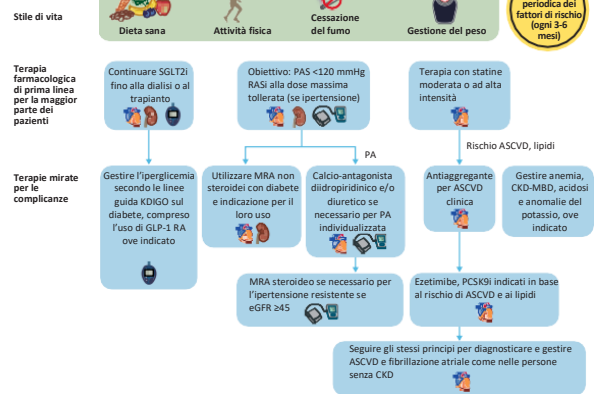 periodica dei
fattori di rischio
(ogni 3-6
mesi)
Stile di vita
Dieta sana
Attività fisica
Cessazione
del fumo
Gestione del peso
Terapia
farmacologica
di prima linea
per la maggior
parte dei
pazienti
Continuare SGLT2i
fino alla dialisi o al
trapianto
Obiettivo: PAS <120 mmHg
RASi alla dose massima
tollerata (se ipertensione)
Terapia con statine
moderata o ad alta
intensità
PA
Rischio ASCVD, lipidi
Terapie mirate
per le
complicanze
Gestire l’iperglicemia
secondo le linee
guida KDIGO sul
diabete, compreso
l’uso di GLP-1 RA
ove indicato
Utilizzare MRA non
steroidei con diabete
e indicazione per il
loro uso
Calcio-antagonista
diidropiridinico e/o
diuretico se
necessario per PA
individualizzata
Antiaggregante
per ASCVD
clinica
Gestire anemia,
CKD-MBD, acidosi
e anomalie del
potassio, ove
indicato
MRA steroideo se necessario per
l’ipertensione resistente se
eGFR ≥45
Ezetimibe, PCSK9i indicati in base
al rischio di ASCVD e ai lipidi
Seguire gli stessi principi per diagnosticare e gestire
ASCVD e fibrillazione atriale come nelle persone
senza CKD